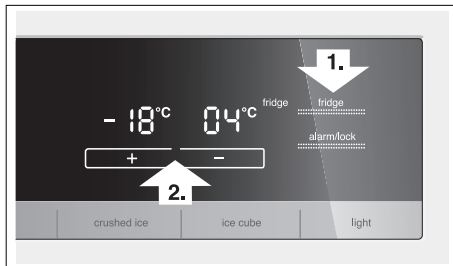 1.
fridge
fridge
-18°C
04°C
alarm/lock
+
-
2.
crushed ice
ice cube
light